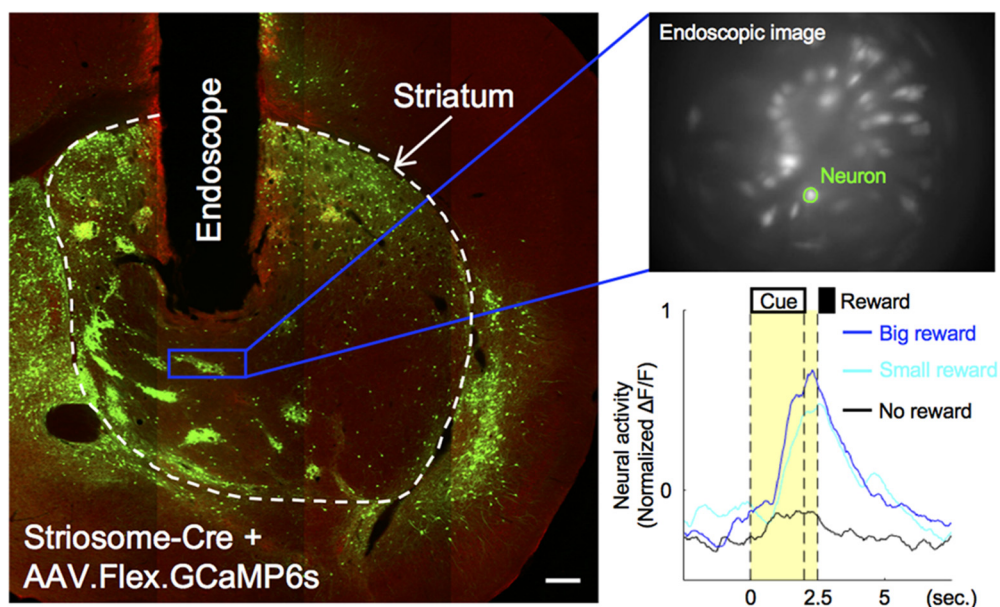 Endoscope
Striatum
Striosome-Cre +
AAV.Flex.GCaMP6s
Endoscopic image
Neuron
Cue
Reward
Big reward
Small reward
No reward
Neural activity
(Normalized ΔF/F)
1
0
0
2.5
5
(sec.)